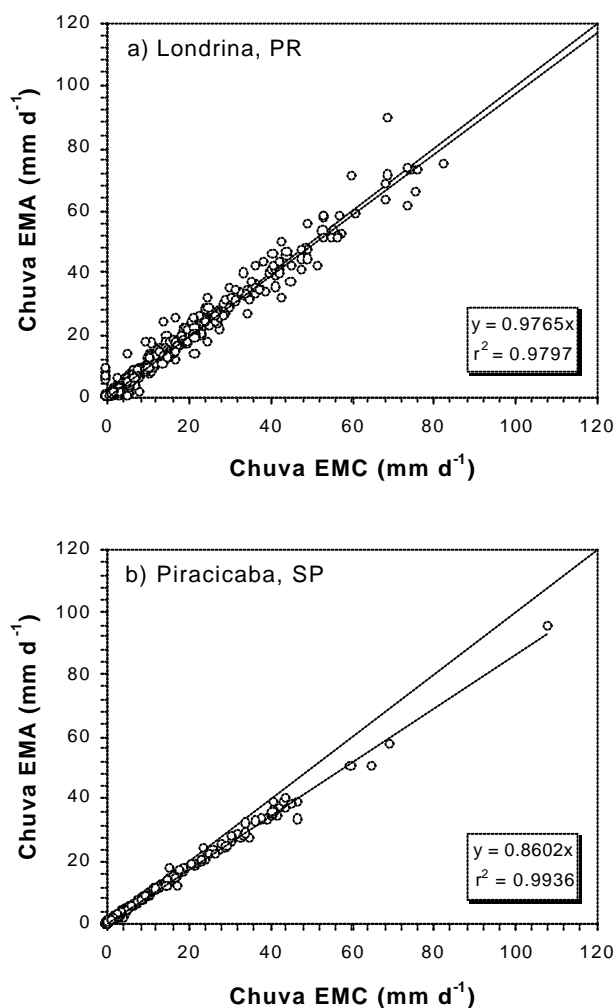 120
a) Londrina, PR
100
80
Chuva EMA (mm d⁻¹)
60
40
20
y = 0.9765x
r² = 0.9797
0
0 20 40 60 80 100 120
Chuva EMC (mm d⁻¹)
120
b) Piracicaba, SP
100
80
Chuva EMA (mm d⁻¹)
60
40
20
y = 0.8602x
r² = 0.9936
0
0 20 40 60 80 100 120
Chuva EMC (mm d⁻¹)